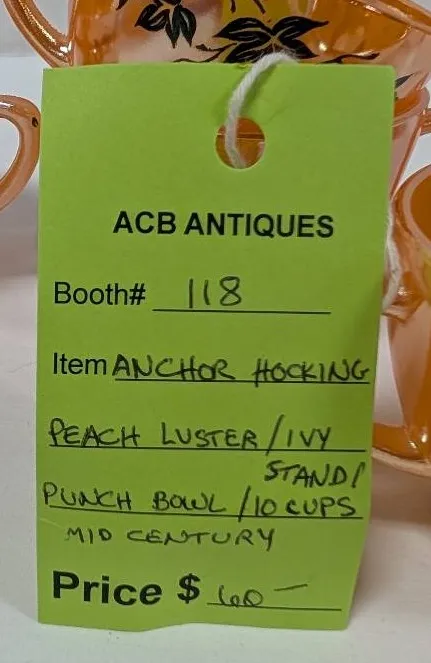 ACB ANTIQUES
Booth# 118
Item ANCHOR HOCKING
PEACH LUSTER/IVY
STAND/
PUNCH BOWL/10 CUPS
MID CENTURY
Price $ 60—